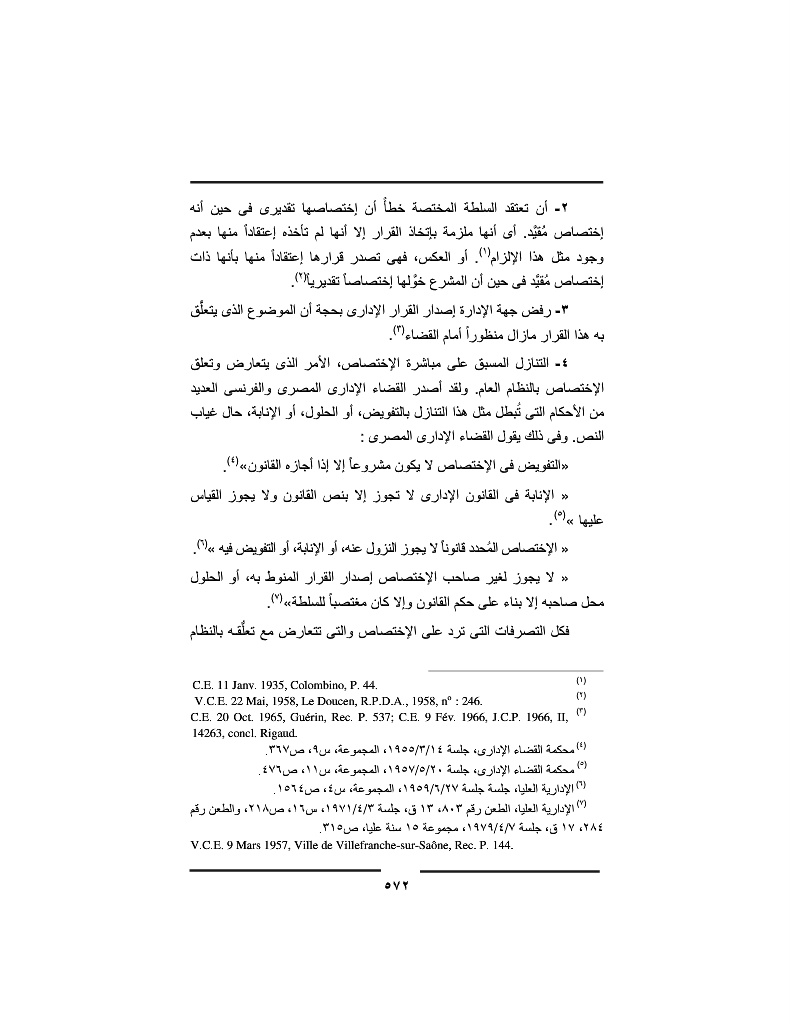 ٢- أن تعتقد السلطة المختصة خطأً أن إختصاصها تقديرى فى حين أنه
إختصاص مُقيَّد. أى أنها ملزمة بإتخاذ القرار إلا أنها لم تأخذه إعتقاداً منها بعدم
وجود مثل هذا الإلزام(١). أو العكس، فهى تصدر قرارها إعتقاداً منها بأنها ذات
إختصاص مُقيَّد فى حين أن المشرع خوَّلها إختصاصاً تقديرياً(٢).
٣- رفض جهة الإدارة إصدار القرار الإدارى بحجة أن الموضوع الذى يتعلَّق
به هذا القرار مازال منظوراً أمام القضاء(٣).
٤- التنازل المسبق على مباشرة الإختصاص، الأمر الذى يتعارض وتعلق
الإختصاص بالنظام العام. ولقد أصدر القضاء الإدارى المصرى والفرنسى العديد
من الأحكام التى تُبطل مثل هذا التنازل بالتفويض، أو الحلول، أو الإنابة، حال غياب
النص. وفى ذلك يقول القضاء الإدارى المصرى :
«التفويض فى الإختصاص لا يكون مشروعاً إلا إذا أجازه القانون»(٤).
« الإنابة فى القانون الإدارى لا تجوز إلا بنص القانون ولا يجوز القياس
عليها »(٥).
« الإختصاص المُحدد قانوناً لا يجوز النزول عنه، أو الإنابة، أو التفويض فيه »(٦).
« لا يجوز لغير صاحب الإختصاص إصدار القرار المنوط به، أو الحلول
محل صاحبه إلا بناء على حكم القانون وإلا كان مغتصباً للسلطة»(٧).
فكل التصرفات التى ترد على الإختصاص والتى تتعارض مع تعلُّقه بالنظام
(١) C.E. 11 Janv. 1935, Colombino, P. 44.
(٢) V.C.E. 22 Mai, 1958, Le Doucen, R.P.D.A., 1958, nº : 246.
(٣) C.E. 20 Oct. 1965, Guérin, Rec. P. 537; C.E. 9 Fév. 1966, J.C.P. 1966, II,
14263, concl. Rigaud.
(٤) محكمة القضاء الإدارى، جلسة ١٩٥٥/٣/١٤، المجموعة، س٩، ص٣٦٧.
(٥) محكمة القضاء الإدارى، جلسة ١٩٥٧/٥/٢٠، المجموعة، س١١، ص٤٧٦.
(٦) الإدارية العليا، جلسة جلسة ١٩٥٩/٦/٢٧، المجموعة، س٤، ص١٥٦٤.
(٧) الإدارية العليا، الطعن رقم ٨٠٣، ١٣ ق، جلسة ١٩٧١/٤/٣، س١٦، ص٢١٨، والطعن رقم
٢٨٤، ١٧ ق، جلسة ١٩٧٩/٤/٧، مجموعة ١٥ سنة عليا، ص٣١٥.
V.C.E. 9 Mars 1957, Ville de Villefranche-sur-Saône, Rec. P. 144.
٥٧٢